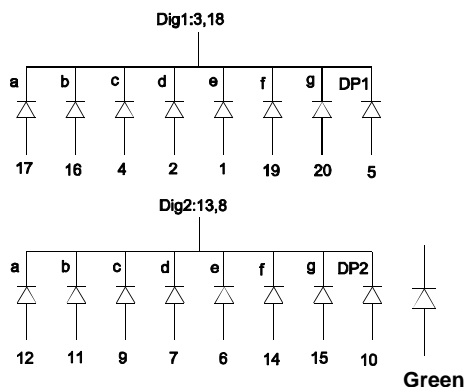 Dig1:3,18
a b c d e f g DP1
17 16 4 2 1 19 20 5
Dig2:13,8
a b c d e f g DP2
12 11 9 7 6 14 15 10
Green